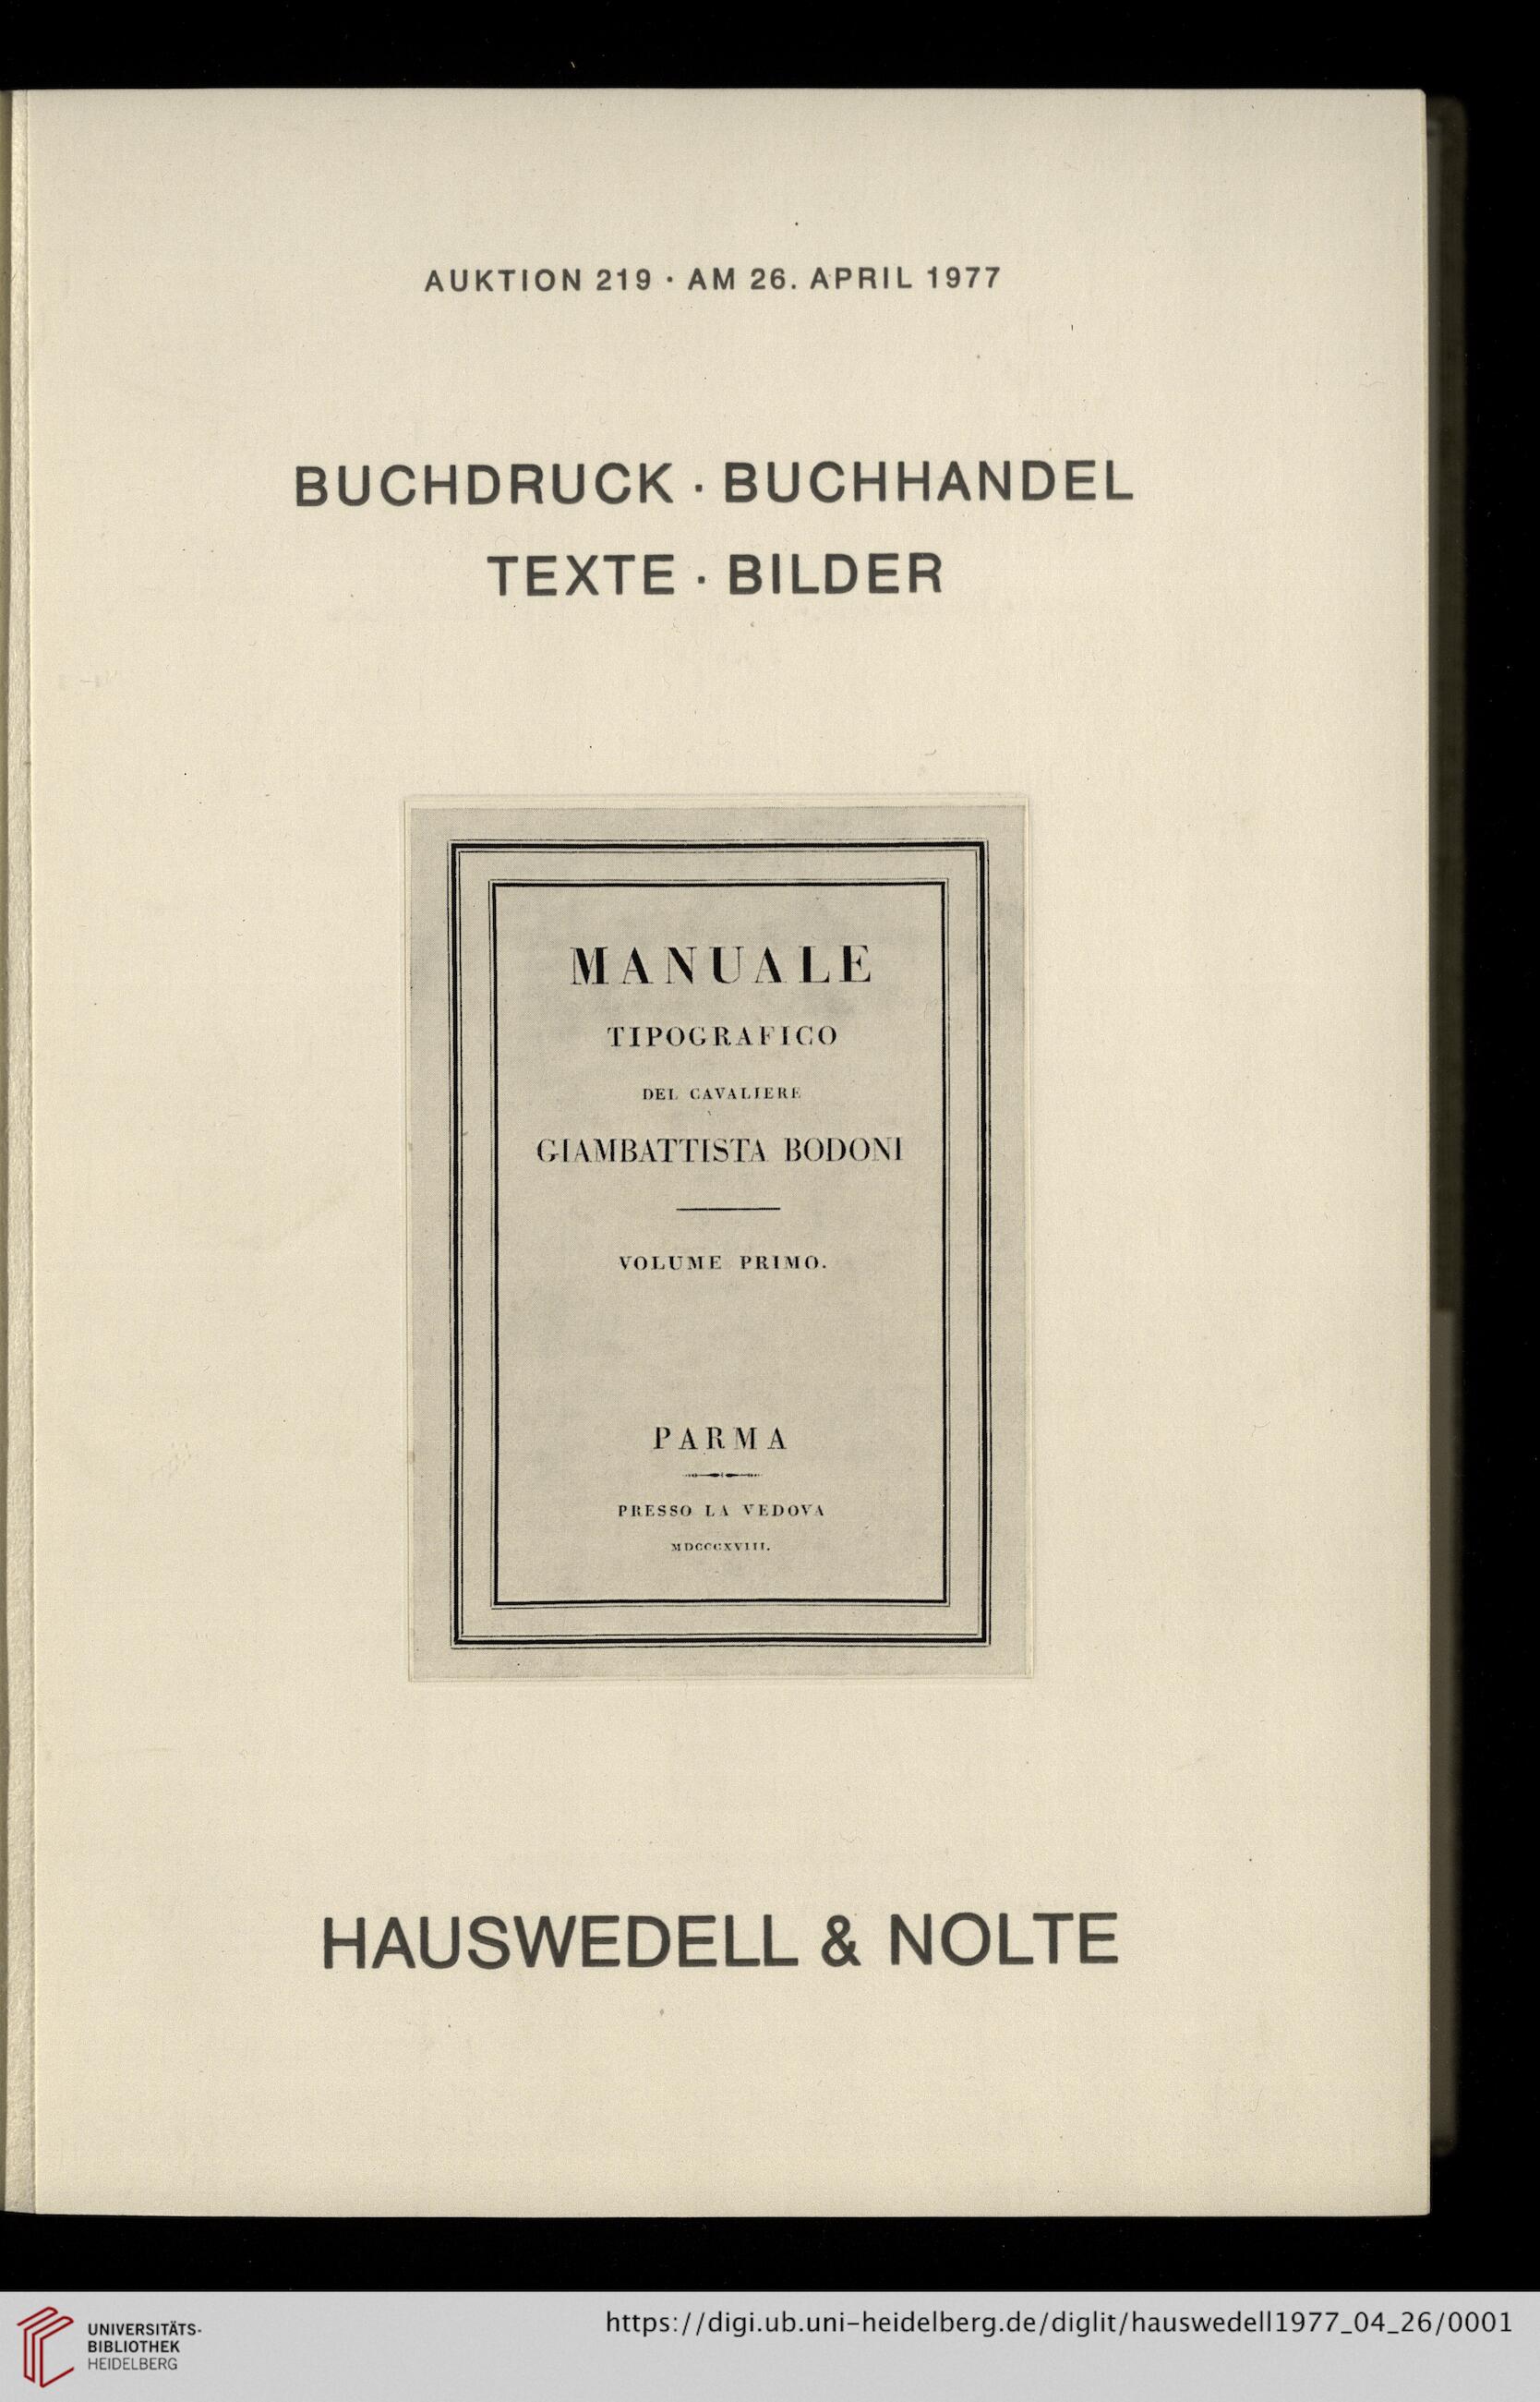 AUKTION 219 · AM 26. APRIL 1977
BUCHDRUCK · BUCHHANDEL
TEXTE · BILDER
MANUALE
TIPOGRAFICO
DEL CAVALIERE
GIAMBATTISTA BODONI
VOLUME PRIMO.
PARMA
PRESSO LA VEDOVA
MDCCCXVIII.
HAUSWEDELL & NOLTE
UNIVERSITÄTS-
BIBLIOTHEK
HEIDELBERG
https://digi.ub.uni-heidelberg.de/diglit/hauswedell1977_04_26/0001